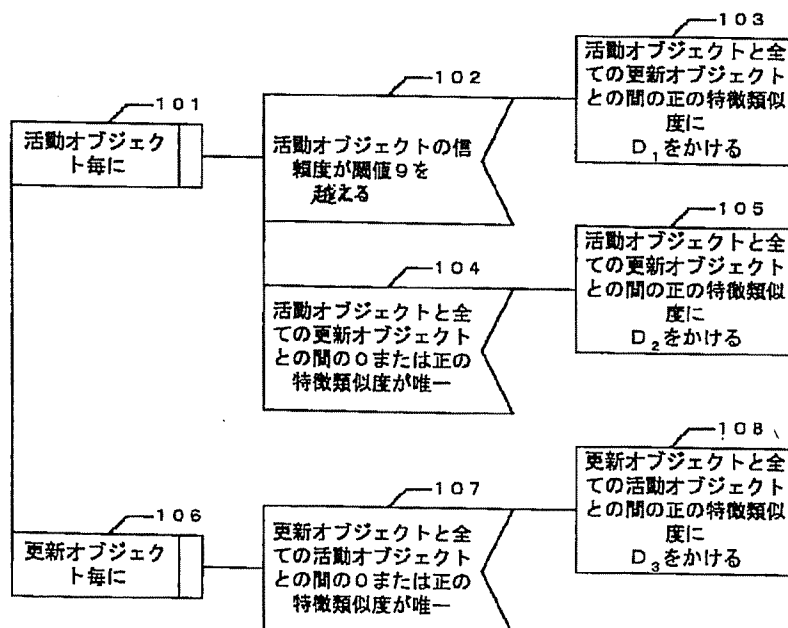 101
活動オブジェク
ト毎に
102
活動オブジェクトの信
頼度が閾値9を
越える
103
活動オブジェクトと全
ての更新オブジェクト
との間の正の特徴類似
度に
D₁をかける
104
活動オブジェクトと全
ての更新オブジェクト
との間の0または正の
特徴類似度が唯一
105
活動オブジェクトと全
ての更新オブジェクト
との間の正の特徴類似
度に
D₂をかける
106
更新オブジェク
ト毎に
107
更新オブジェクトと全
ての活動オブジェクト
との間の0または正の
特徴類似度が唯一
108
更新オブジェクトと全
ての活動オブジェクト
との間の正の特徴類似
度に
D₃をかける